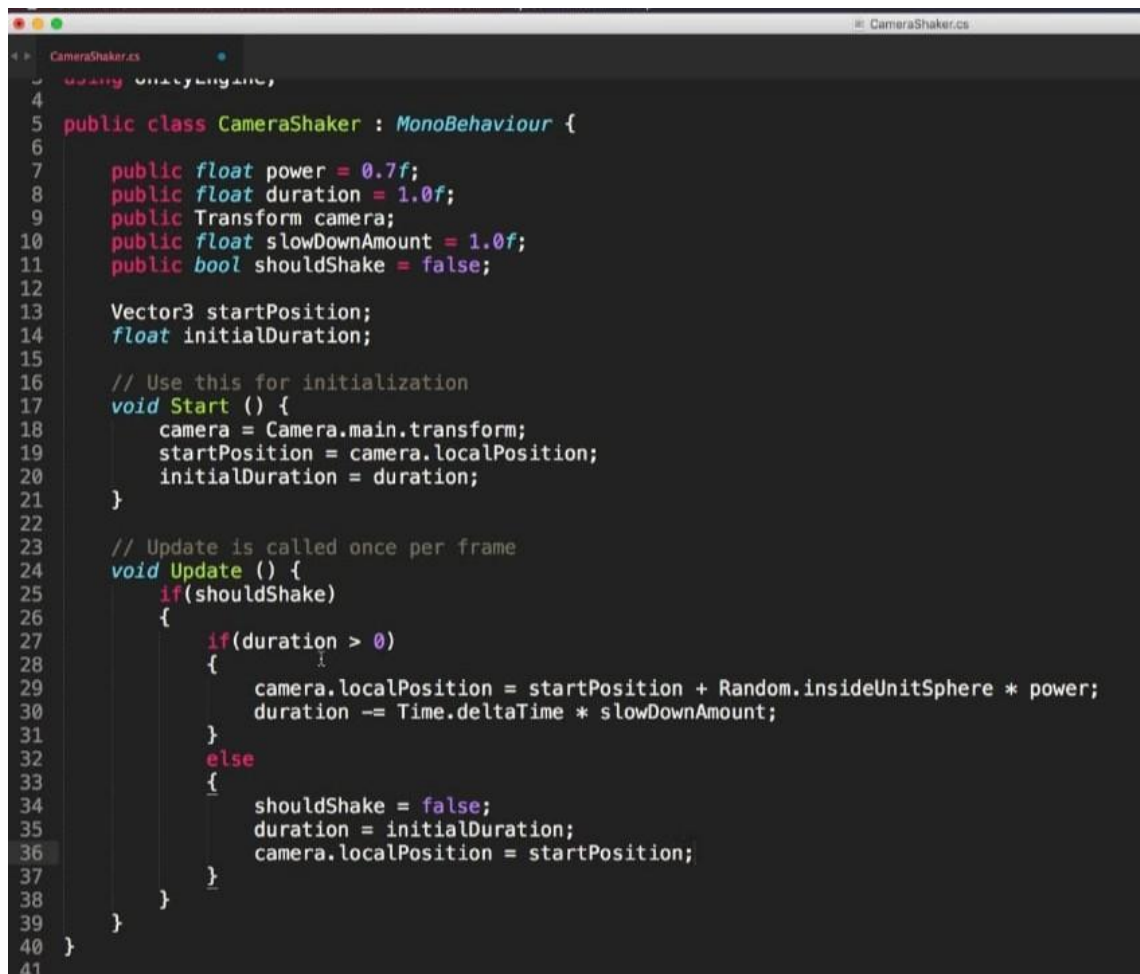 CameraShaker.cs
CameraShaker.cs
3 using UnityEngine;
4
5 public class CameraShaker : MonoBehaviour {
6
7 public float power = 0.7f;
8 public float duration = 1.0f;
9 public Transform camera;
10 public float slowDownAmount = 1.0f;
11 public bool shouldShake = false;
12
13 Vector3 startPosition;
14 float initialDuration;
15
16 // Use this for initialization
17 void Start () {
18 camera = Camera.main.transform;
19 startPosition = camera.localPosition;
20 initialDuration = duration;
21 }
22
23 // Update is called once per frame
24 void Update () {
25 if(shouldShake)
26 {
27 if(duration > 0)
28 {
29 camera.localPosition = startPosition + Random.insideUnitSphere * power;
30 duration -= Time.deltaTime * slowDownAmount;
31 }
32 else
33 {
34 shouldShake = false;
35 duration = initialDuration;
36 camera.localPosition = startPosition;
37 }
38 }
39 }
40 }
41